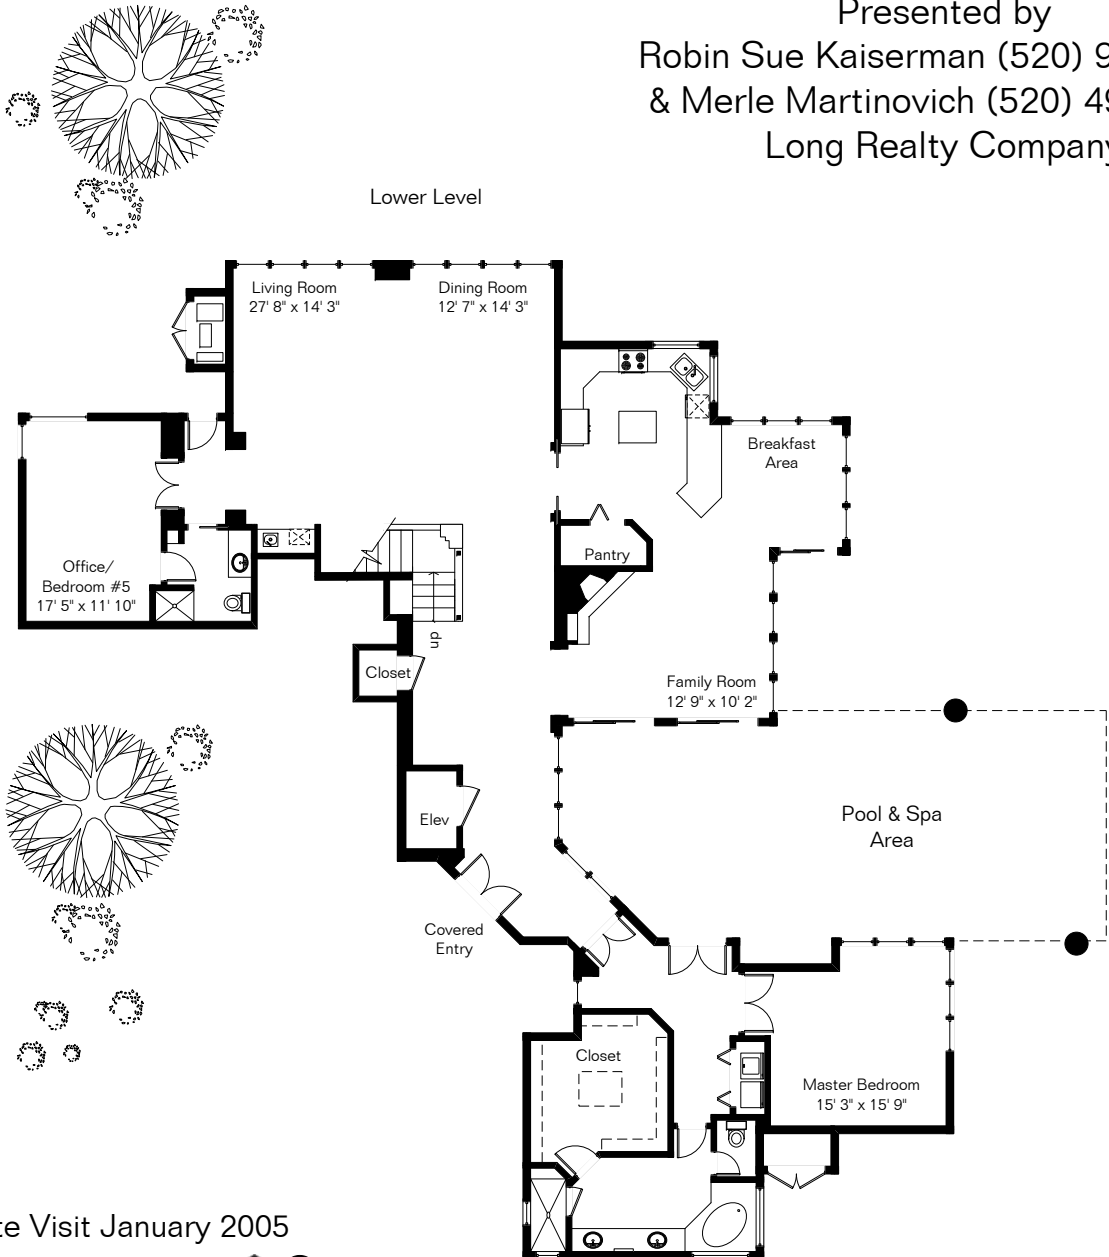 Presented by
Robin Sue Kaiserman (520) 9
& Merle Martinovich (520) 4
Long Realty Company
Lower Level
Living Room
27' 8" x 14' 3"
Dining Room
12' 7" x 14' 3"
Breakfast
Area
Pantry
Office/
Bedroom #5
17' 5" x 11' 10"
dn
Closet
Family Room
12' 9" x 10' 2"
Elev
Pool & Spa
Area
Covered
Entry
Closet
Master Bedroom
15' 3" x 15' 9"
Visit January 2005